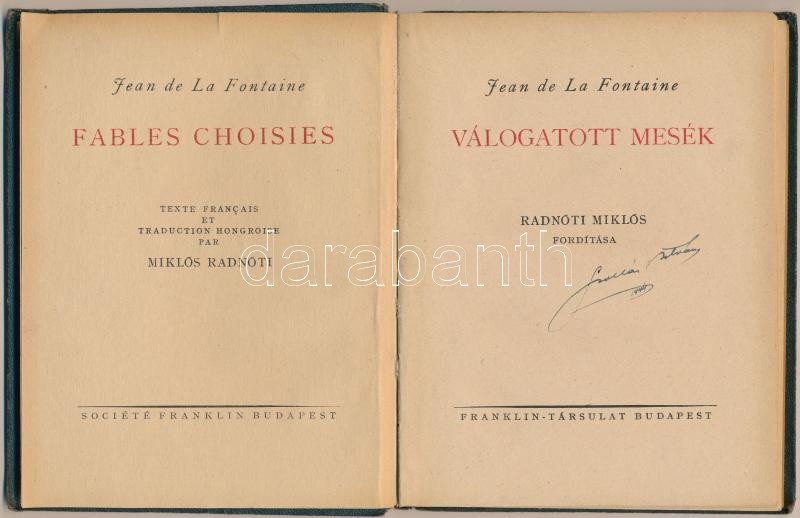 Jean de La Fontaine
FABLES CHOISIES
TEXTE FRANÇAIS
ET
TRADUCTION HONGROISE
PAR
MIKLÓS RADNÓTI
SOCIÉTÉ FRANKLIN BUDAPEST
Jean de La Fontaine
VÁLOGATOTT MESÉK
RADNÓTI MIKLÓS
FORDÍTÁSA
István
FRANKLIN-TÁRSULAT BUDAPEST
darabanth